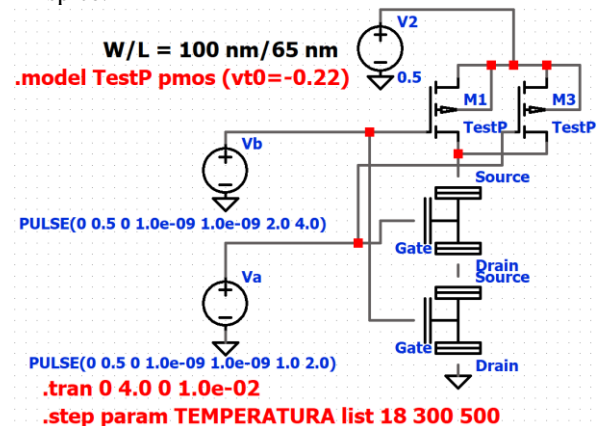 V2
W/L = 100 nm/65 nm
.model TestP pmos (vt0=-0.22)
0.5
M1
M3
TestP
TestP
Vb
Source
PULSE(0 0.5 0 1.0e-09 1.0e-09 2.0 4.0)
Gate
Drain
Va
Source
Gate
PULSE(0 0.5 0 1.0e-09 1.0e-09 1.0 2.0)
Drain
.tran 0 4.0 0 1.0e-02
.step param TEMPERATURA list 18 300 500